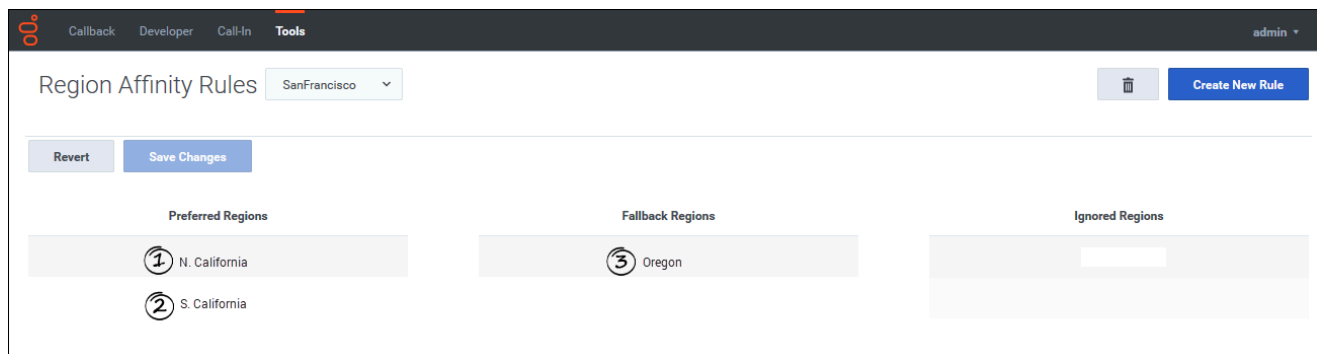 Callback Developer Call-In Tools admin
Region Affinity Rules SanFrancisco Create New Rule
Revert Save Changes
Preferred Regions Fallback Regions Ignored Regions
1 N. California 3 Oregon
2 S. California